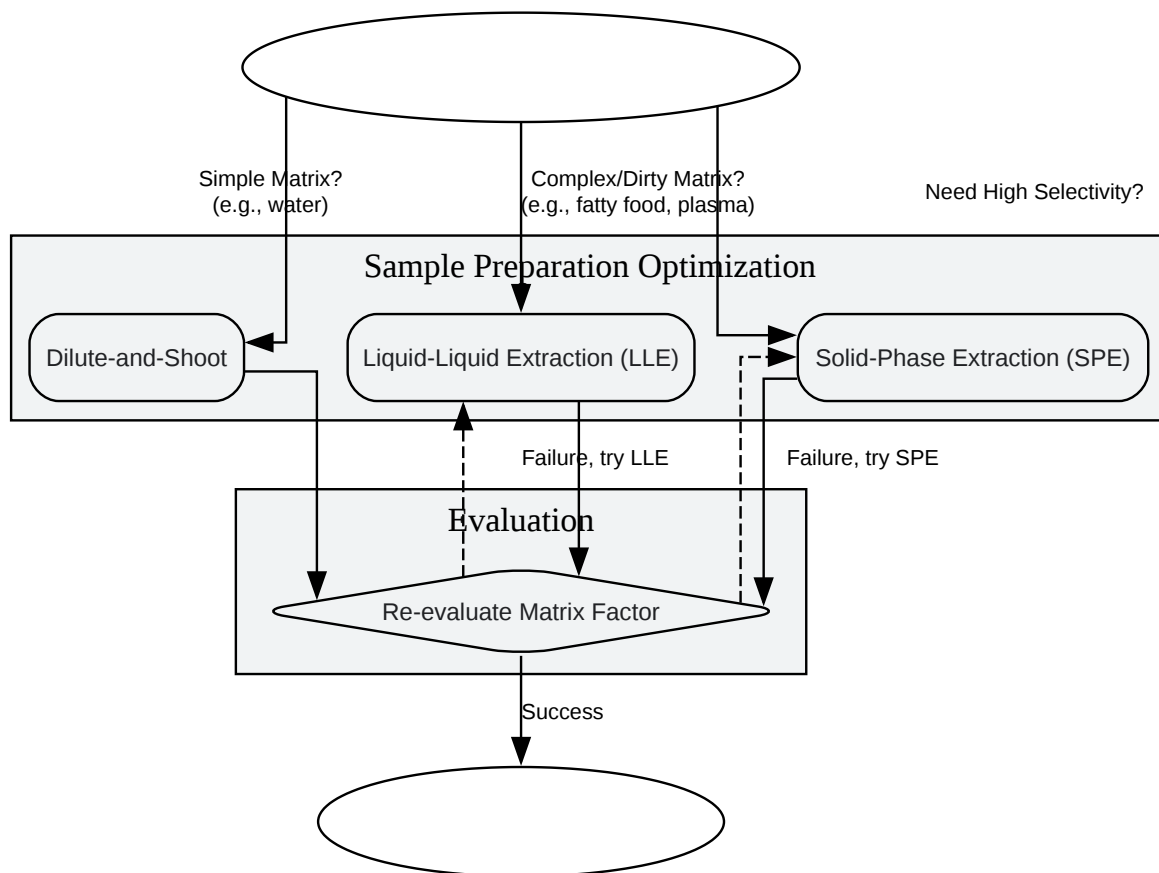 Simple Matrix?
(e.g., water)
Complex/Dirty Matrix?
(e.g., fatty food, plasma)
Need High Selectivity?
Sample Preparation Optimization
Dilute-and-Shoot
Liquid-Liquid Extraction (LLE)
Solid-Phase Extraction (SPE)
Failure, try LLE
Failure, try SPE
Evaluation
Re-evaluate Matrix Factor
Success